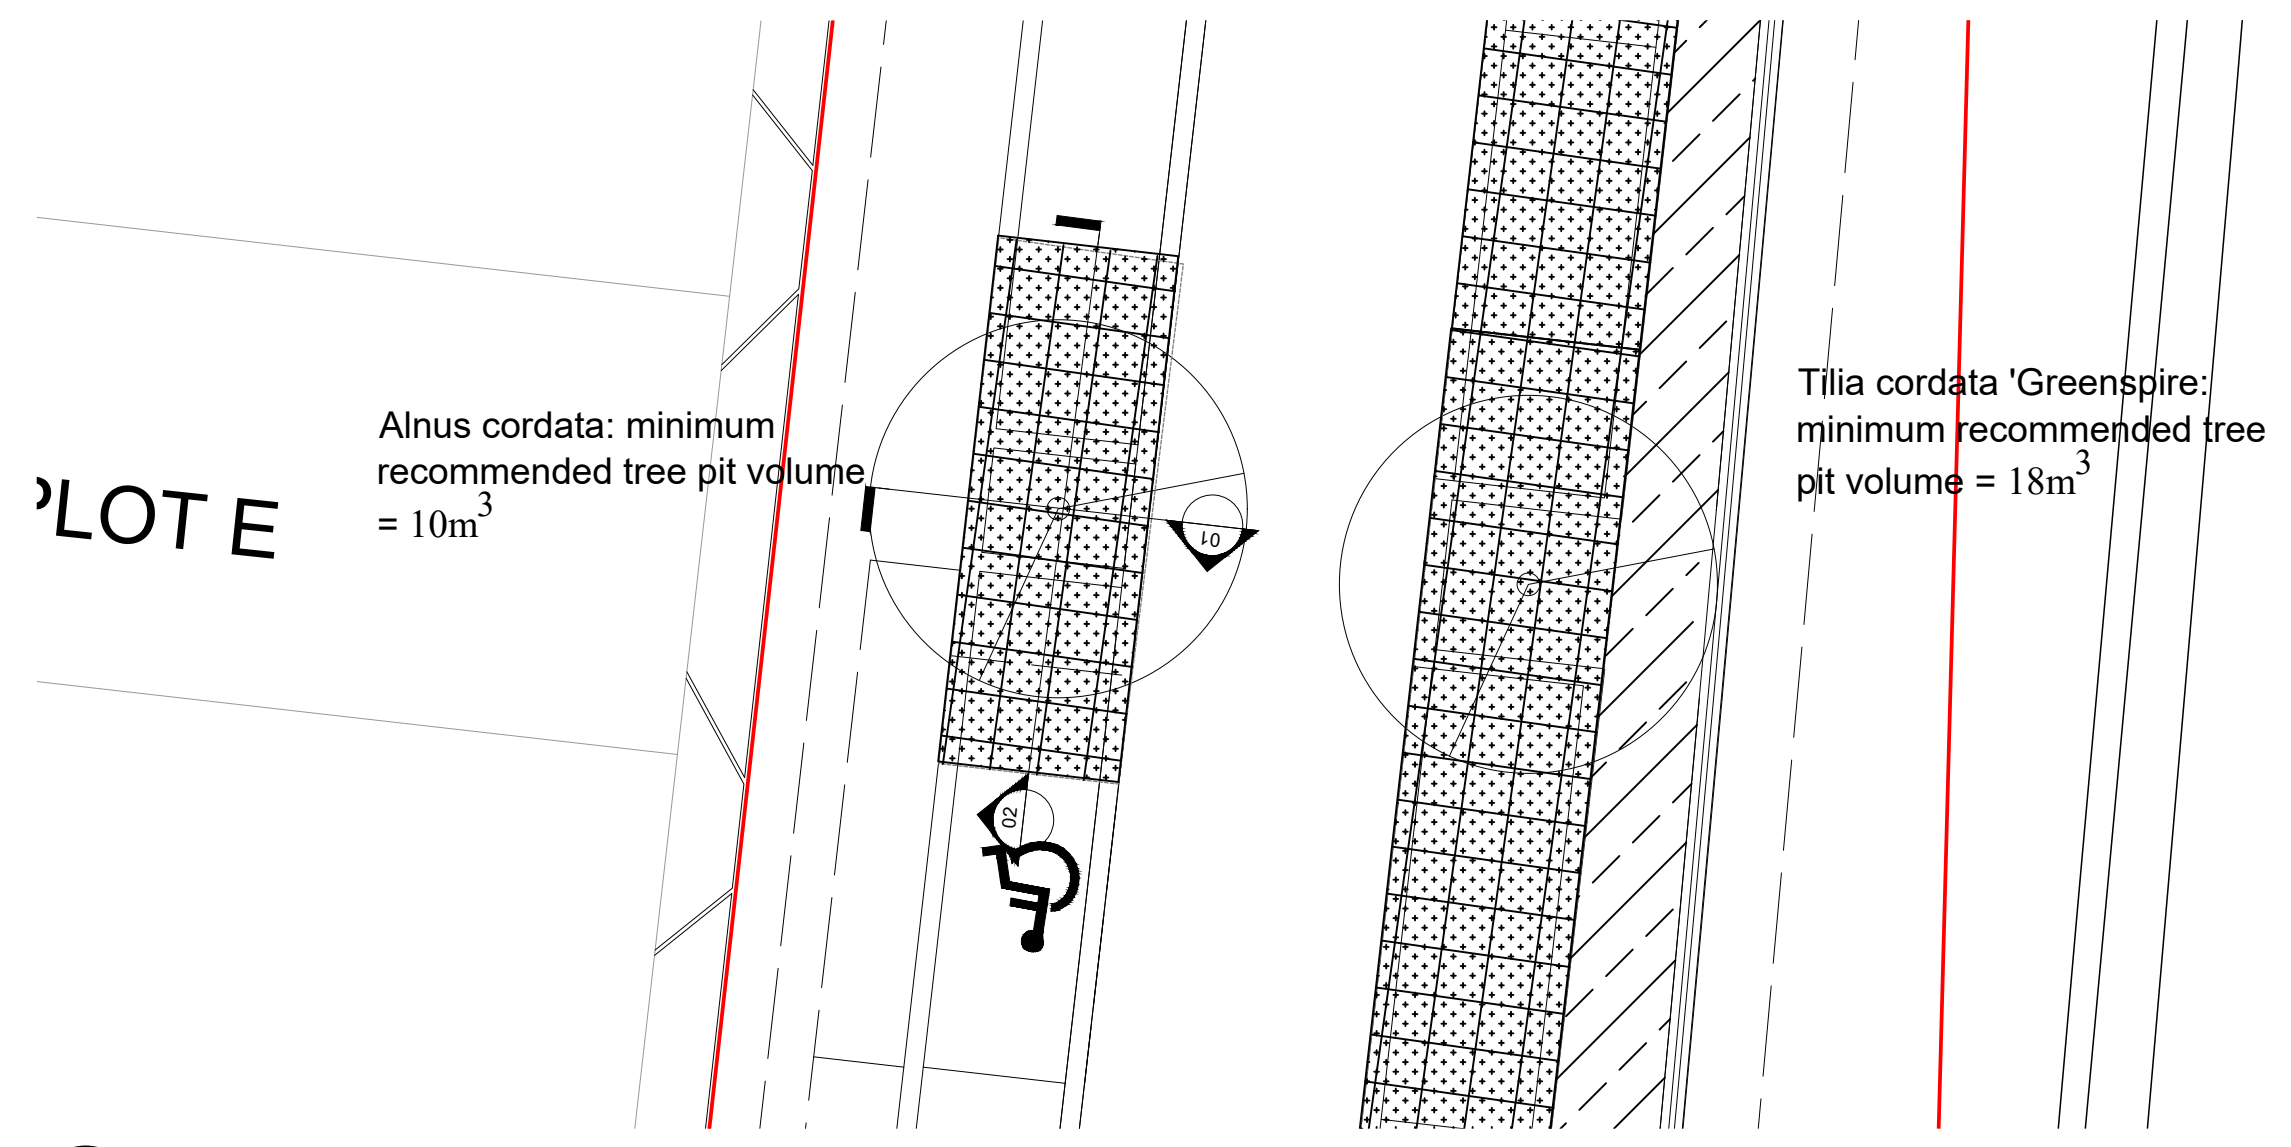 Alnus cordata: minimum
recommended tree pit volume
= 10m³
PLOT E
Tilia cordata 'Greenspire:
minimum recommended tree
pit volume = 18m³
01
02